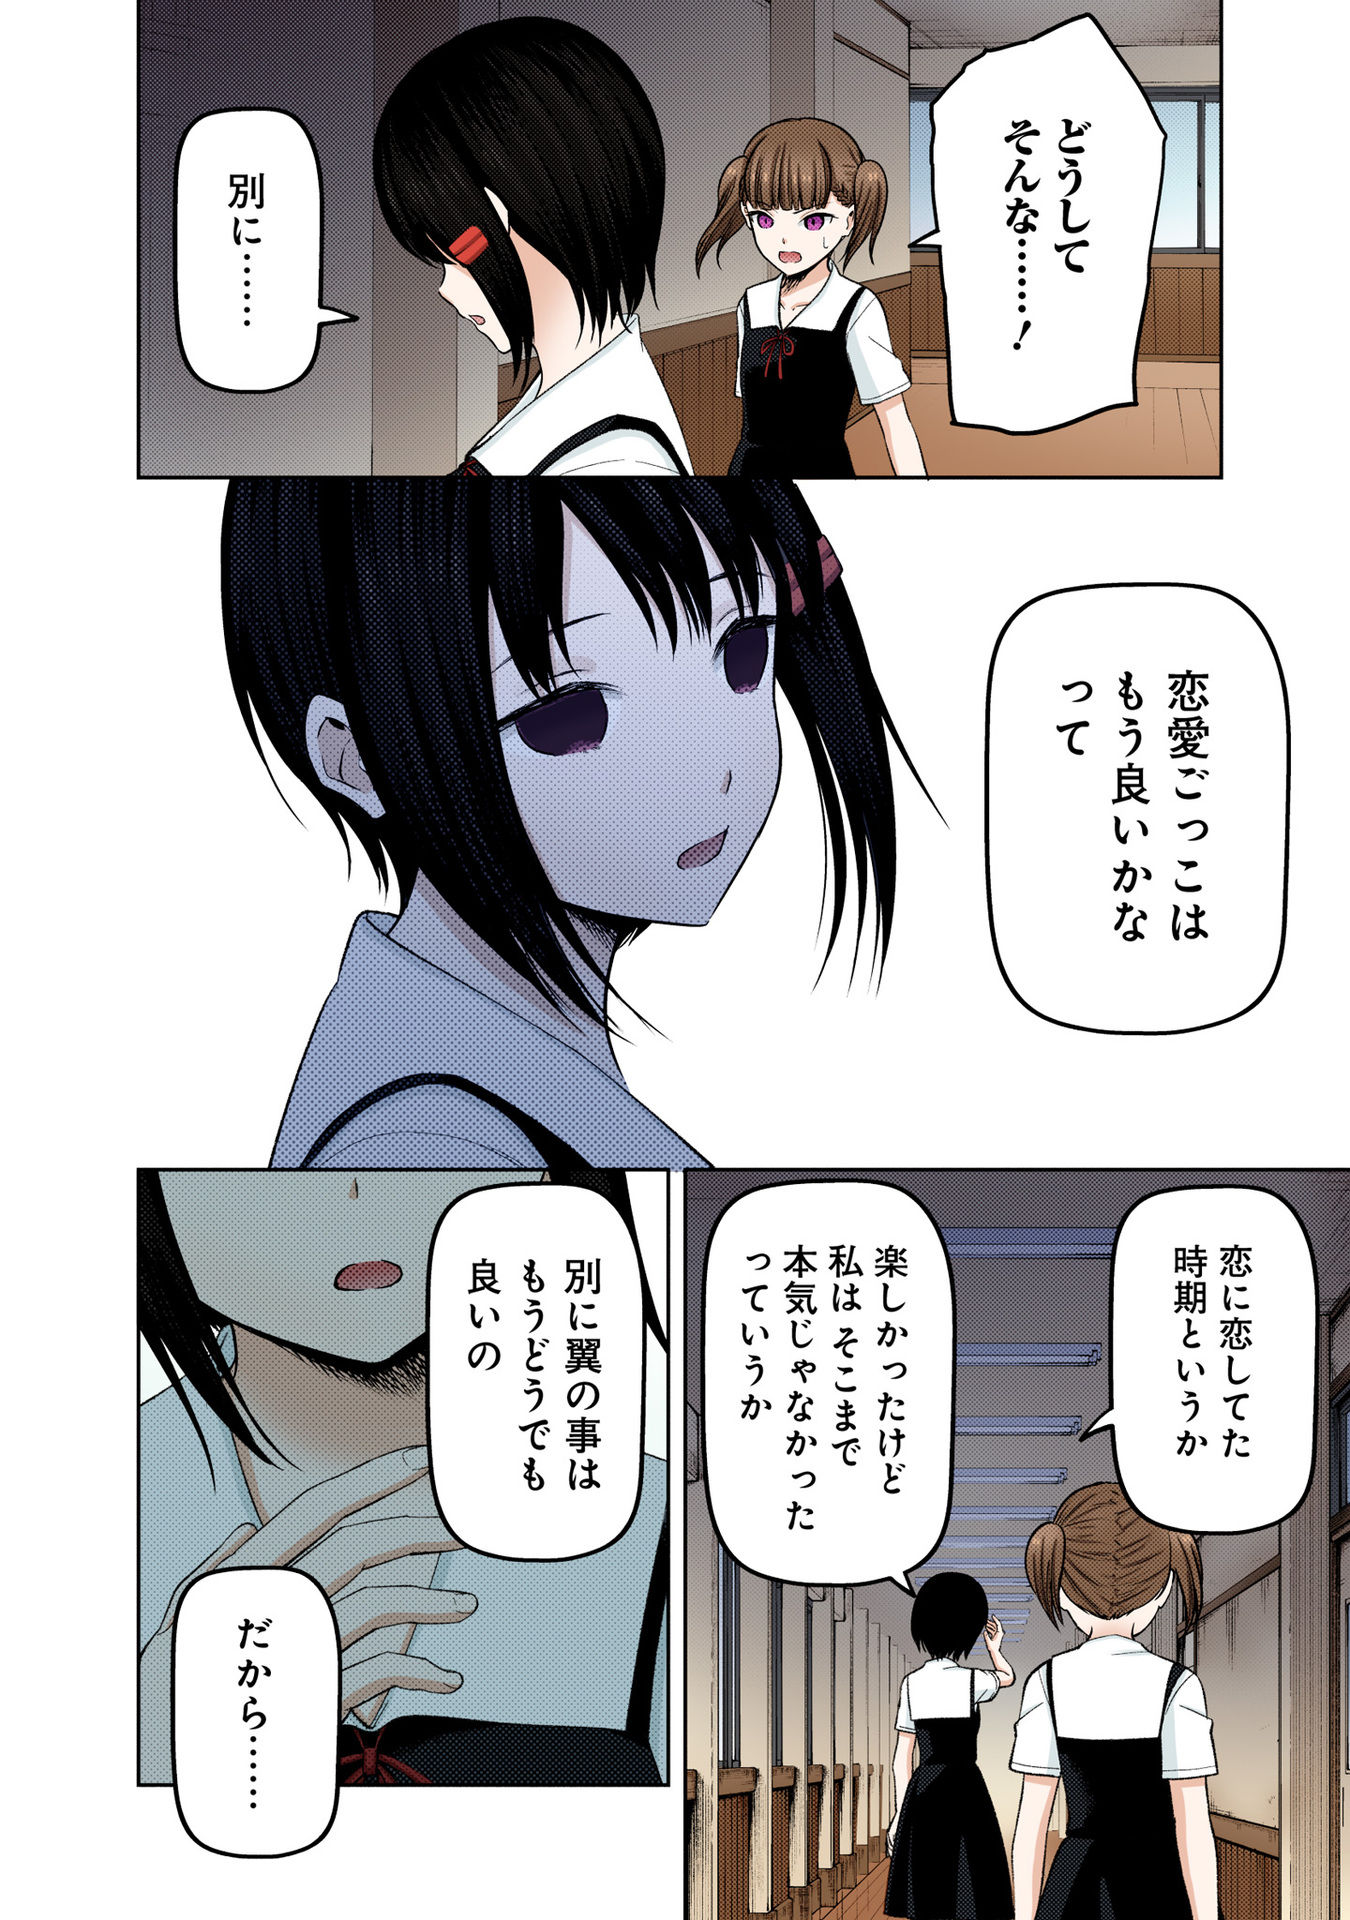 どうして
そんな……！
別に……
恋愛ごっこは
もう良いかな
って
恋に恋してた
時期というか
楽しかったけど
私は そこまで
本気じゃなかった
っていうか
別に翼の事は
もうどうでも
良いの
だから……